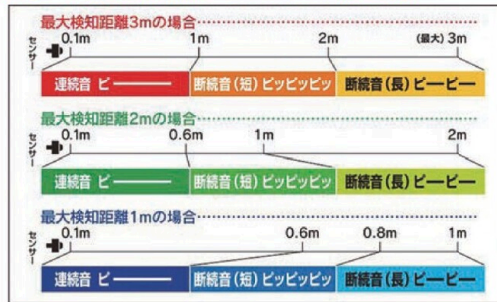 最大検知距離3mの場合
センサー 0.1m 1m 2m (最大) 3m
連続音 ピ――― 断続音(短) ピッピッピッ 断続音(長) ピーピー
最大検知距離2mの場合
センサー 0.1m 0.6m 1m 2m
連続音 ピ――― 断続音(短) ピッピッピッ 断続音(長) ピーピー
最大検知距離1mの場合
センサー 0.1m 0.6m 0.8m 1m
連続音 ピ――― 断続音(短) ピッピッピッ 断続音(長) ピーピー